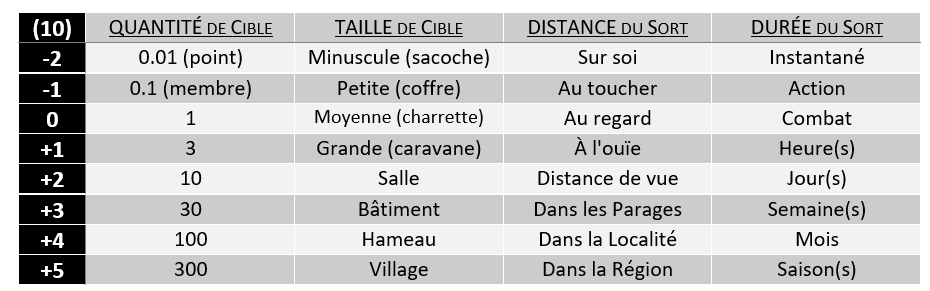 (10) QUANTITÉ DE CIBLE TAILLE DE CIBLE DISTANCE DU SORT DURÉE DU SORT
-2 0.01 (point) Minuscule (sacoche) Sur soi Instantané
-1 0.1 (membre) Petite (coffre) Au toucher Action
0 1 Moyenne (charrette) Au regard Combat
+1 3 Grande (caravane) À l'ouïe Heure(s)
+2 10 Salle Distance de vue Jour(s)
+3 30 Bâtiment Dans les Parages Semaine(s)
+4 100 Hameau Dans la Localité Mois
+5 300 Village Dans la Région Saison(s)